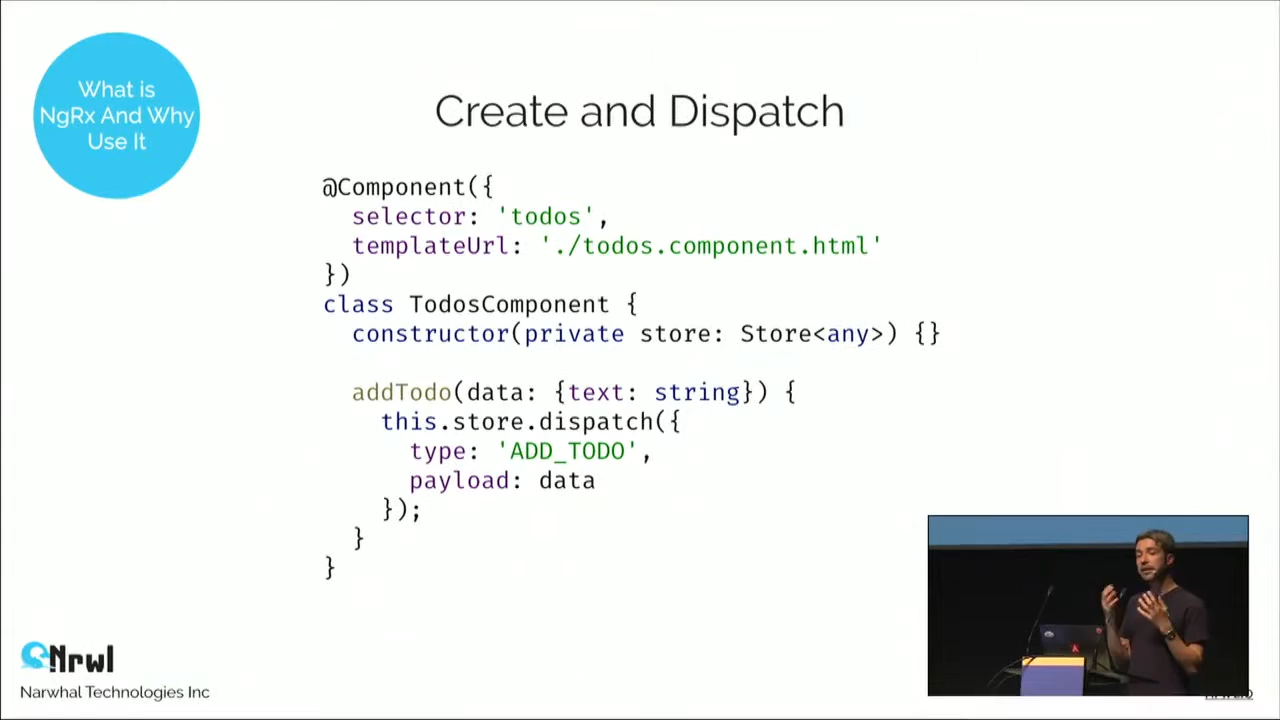 What is
NgRx And Why
Use It
Create and Dispatch
@Component({
  selector: 'todos',
  templateUrl: './todos.component.html'
})
class TodosComponent {
  constructor(private store: Store<any>) {}

  addTodo(data: {text: string}) {
    this.store.dispatch({
      type: 'ADD_TODO',
      payload: data
    });
  }
}
Nrwl
Narwhal Technologies Inc